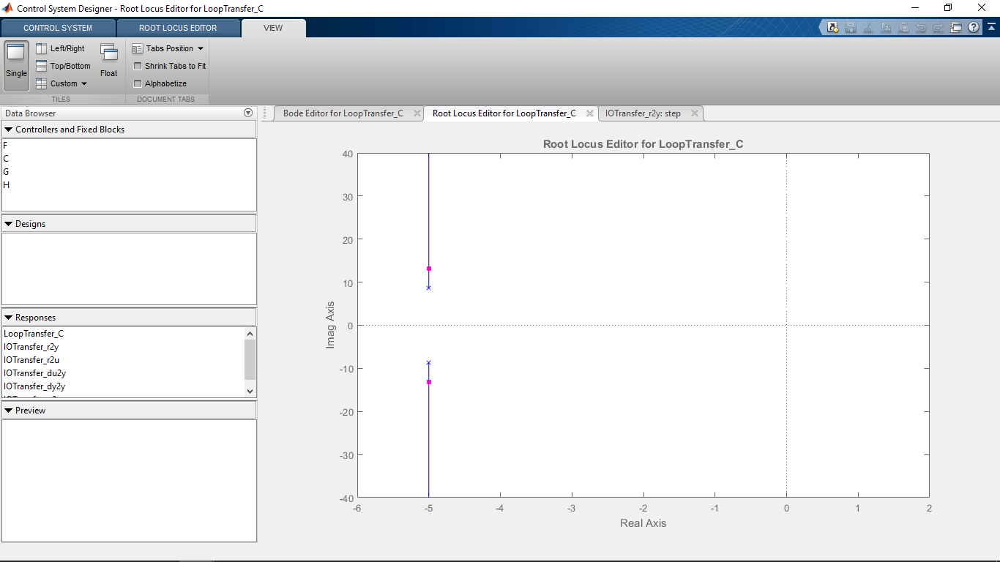 Control System Designer - Root Locus Editor for LoopTransfer_C
CONTROL SYSTEM ROOT LOCUS EDITOR VIEW
Single
Left/Right
Top/Bottom
Custom
Float
TILES
Tabs Position
Shrink Tabs to Fit
Alphabetize
DOCUMENT TABS
Data Browser
Controllers and Fixed Blocks
F
C
G
H
Designs
Responses
LoopTransfer_C
IOTransfer_r2y
IOTransfer_r2u
IOTransfer_du2y
IOTransfer_dy2y
Preview
Bode Editor for LoopTransfer_C Root Locus Editor for LoopTransfer_C IOTransfer_r2y: step
Root Locus Editor for LoopTransfer_C
40
30
20
10
0
-10
-20
-30
-40
Imag Axis
-6 -5 -4 -3 -2 -1 0 1 2
Real Axis